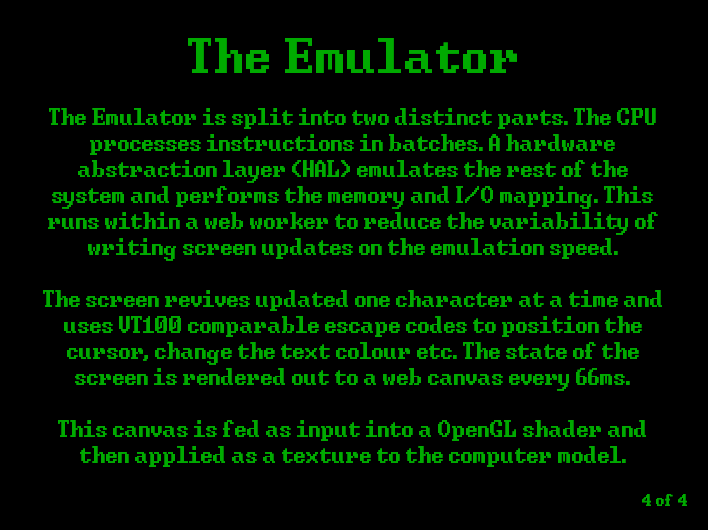 The Emulator
The Emulator is split into two distinct parts. The CPU
processes instructions in batches. A hardware
abstraction layer (HAL) emulates the rest of the
system and performs the memory and I/O mapping. This
runs within a web worker to reduce the variability of
writing screen updates on the emulation speed.
The screen revives updated one character at a time and
uses VT100 comparable escape codes to position the
cursor, change the text colour etc. The state of the
screen is rendered out to a web canvas every 66ms.
This canvas is fed as input into a OpenGL shader and
then applied as a texture to the computer model.
4 of 4